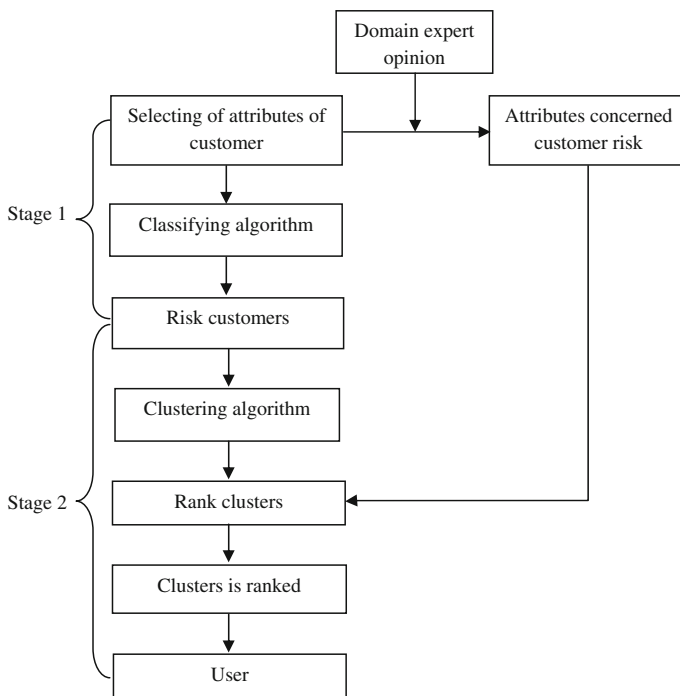 Domain expert
opinion
Selecting of attributes of
customer
Attributes concerned
customer risk
Stage 1
Classifying algorithm
Risk customers
Clustering algorithm
Stage 2
Rank clusters
Clusters is ranked
User